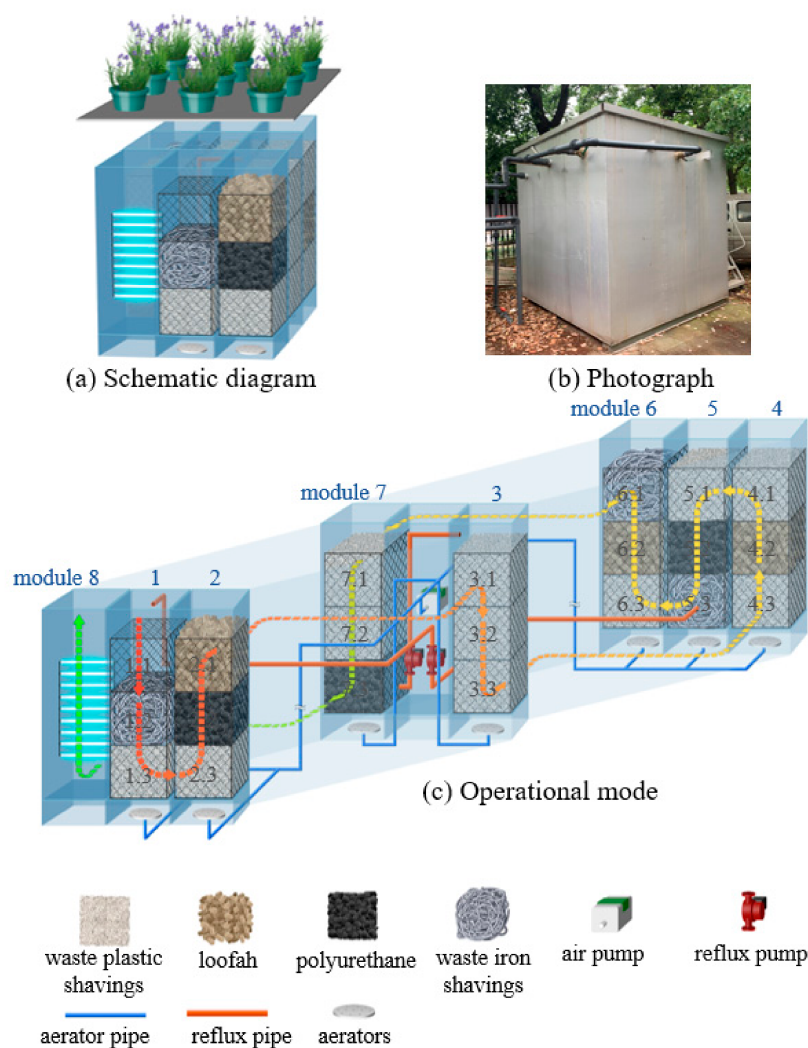 (a) Schematic diagram
(b) Photograph
module 6 5 4
module 7 3
module 8 1 2
6.1 5.1 4.1
6.2 4.2
6.3 5.3 4.3
7.1 3.1
7.2 3.2
3.3
2.1
1.3 2.3
(c) Operational mode
waste plastic shavings
loofah
polyurethane
waste iron shavings
air pump
reflux pump
aerator pipe
reflux pipe
aerators